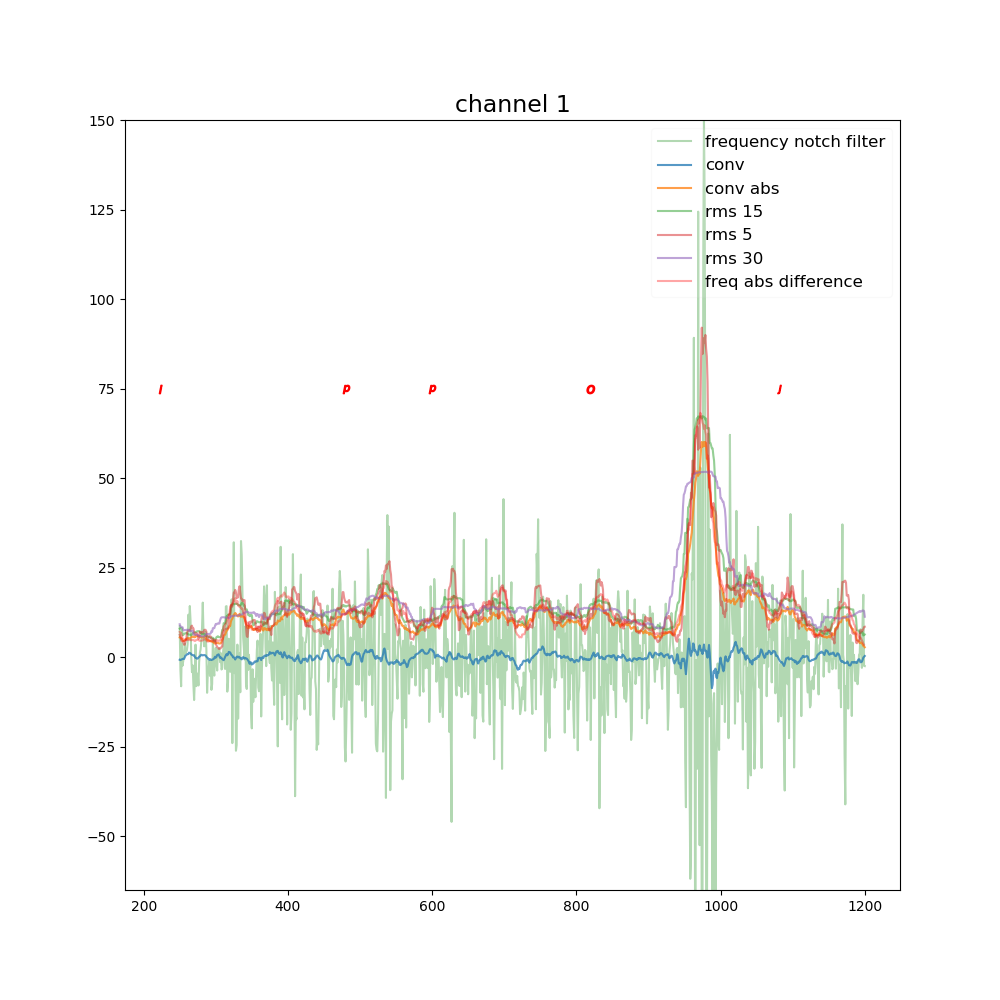 channel 1
150
125
100
75
50
25
0
−25
−50
200 400 600 800 1000 1200
frequency notch filter
conv
conv abs
rms 15
rms 5
rms 30
freq abs difference
p p o